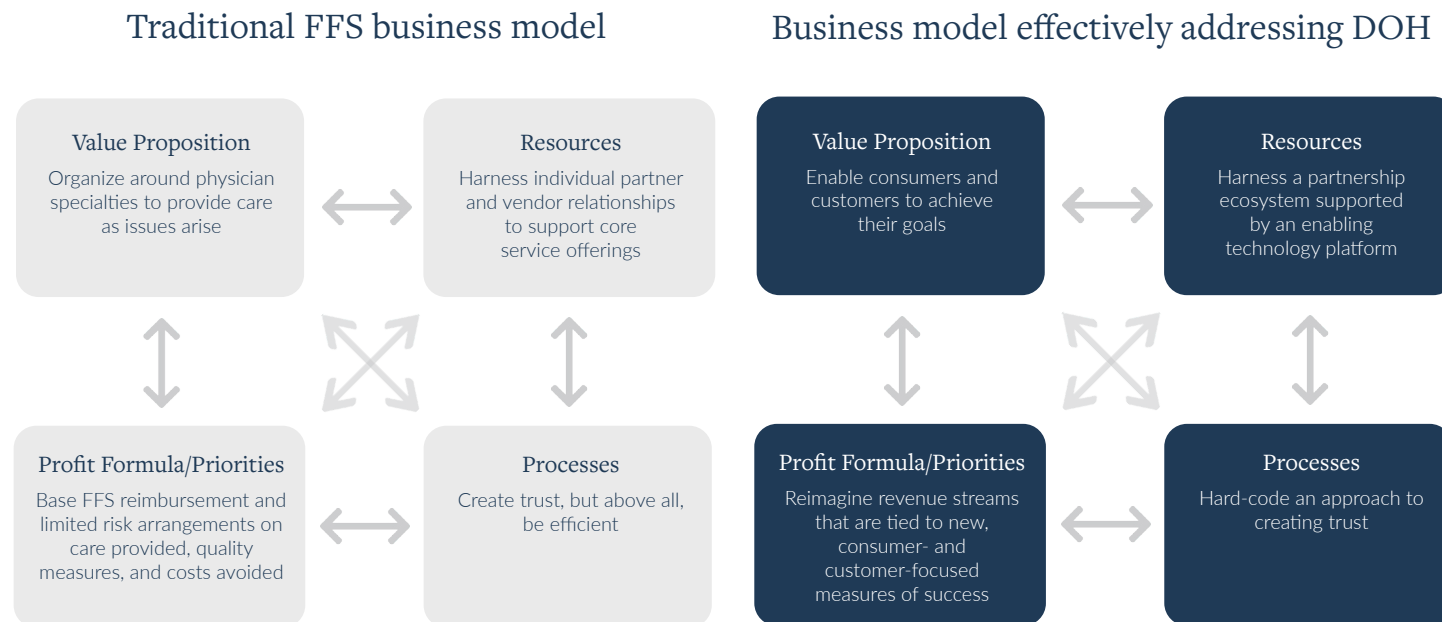 Traditional FFS business model
Value Proposition
Organize around physician
specialties to provide care
as issues arise
Resources
Harness individual partner
and vendor relationships
to support core
service offerings
Profit Formula/Priorities
Base FFS reimbursement and
limited risk arrangements on
care provided, quality
measures, and costs avoided
Processes
Create trust, but above all,
be efficient
Business model effectively addressing DOH
Value Proposition
Enable consumers and
customers to achieve
their goals
Resources
Harness a partnership
ecosystem supported
by an enabling
technology platform
Profit Formula/Priorities
Reimagine revenue streams
that are tied to new,
consumer- and
customer-focused
measures of success
Processes
Hard-code an approach to
creating trust